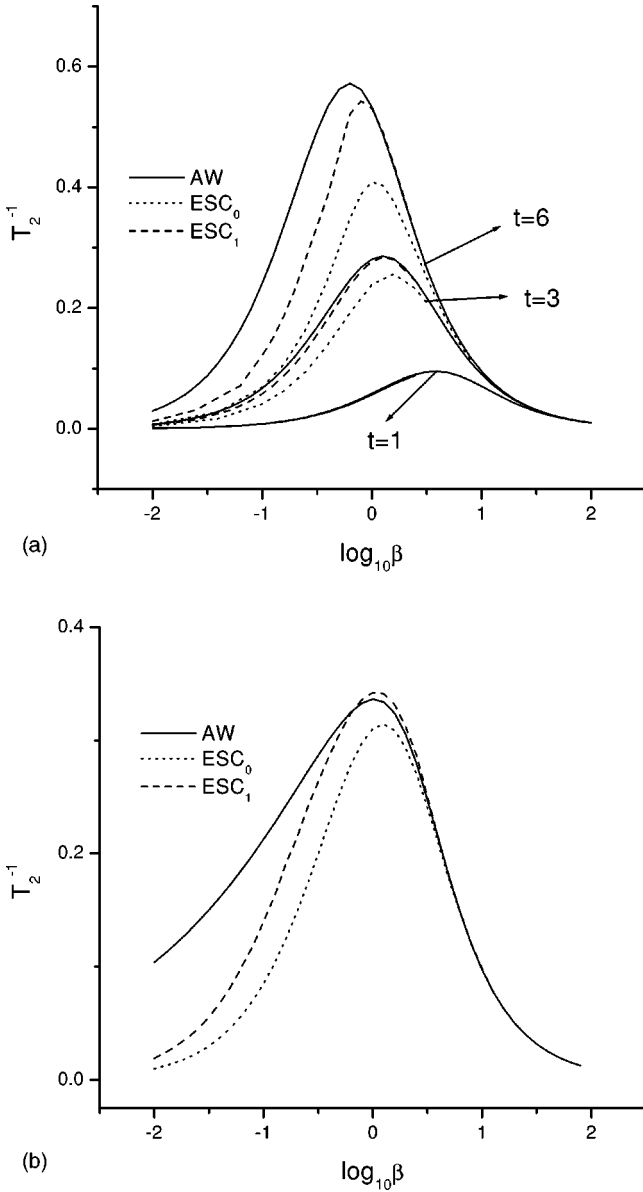 0.6
0.4
0.2
0.0
T₂⁻¹
AW
ESC₀
ESC₁
t=6
t=3
t=1
-2 -1 0 1 2
(a)
log₁₀β
0.4
0.2
0.0
T₂⁻¹
AW
ESC₀
ESC₁
-2 -1 0 1 2
(b)
log₁₀β